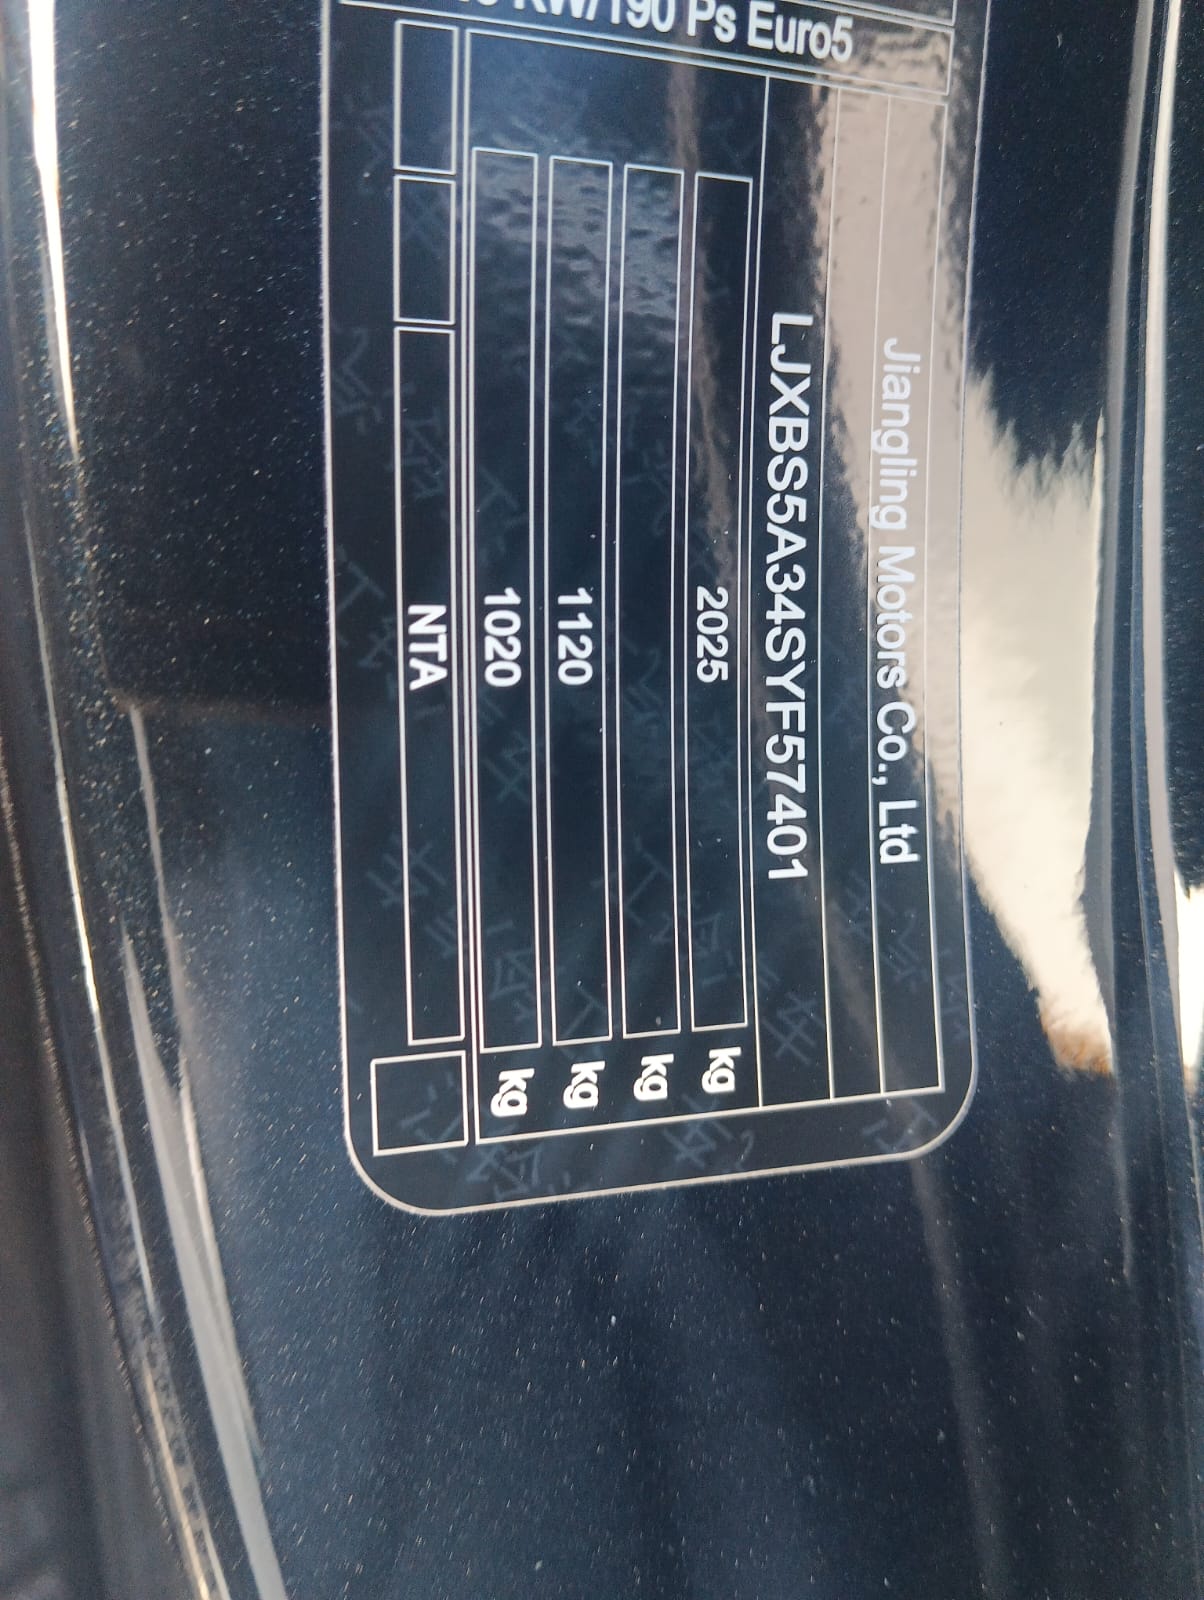 Jiangling Motors Co., Ltd
LJXBS5A34SYF57401
2025 kg
kg
1120 kg
1020 kg
NTA
KW/190 Ps Euro5